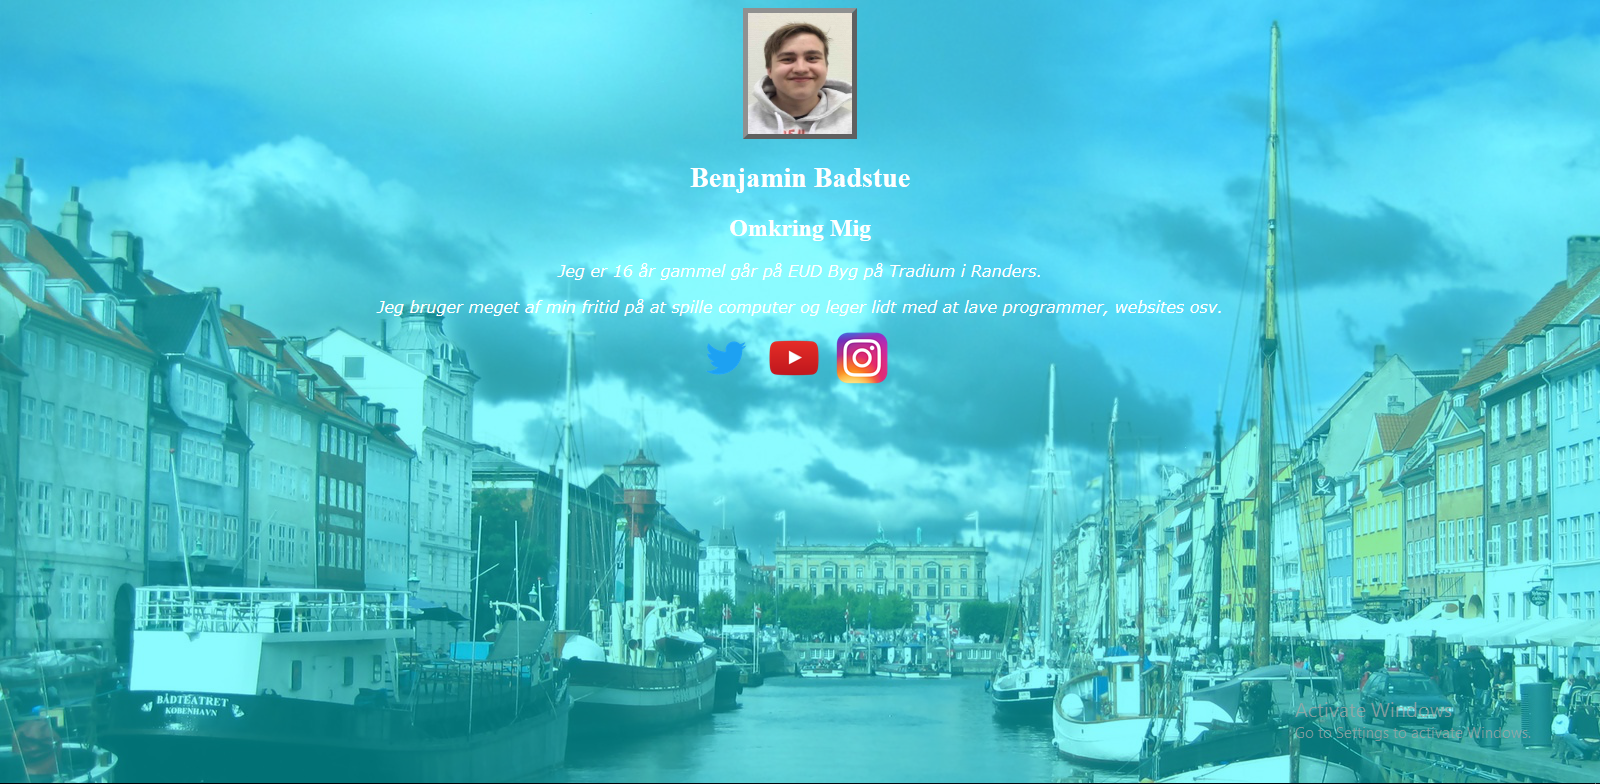 Benjamin Badstue
Omkring Mig
Jeg er 16 år gammel går på EUD Byg på Tradium i Randers.
Jeg bruger meget af min fritid på at spille computer og leger lidt med at lave programmer, websites osv.
BÅDTEATRET
KØBENHAVN
Activate Windows
Go to Settings to activate Windows.